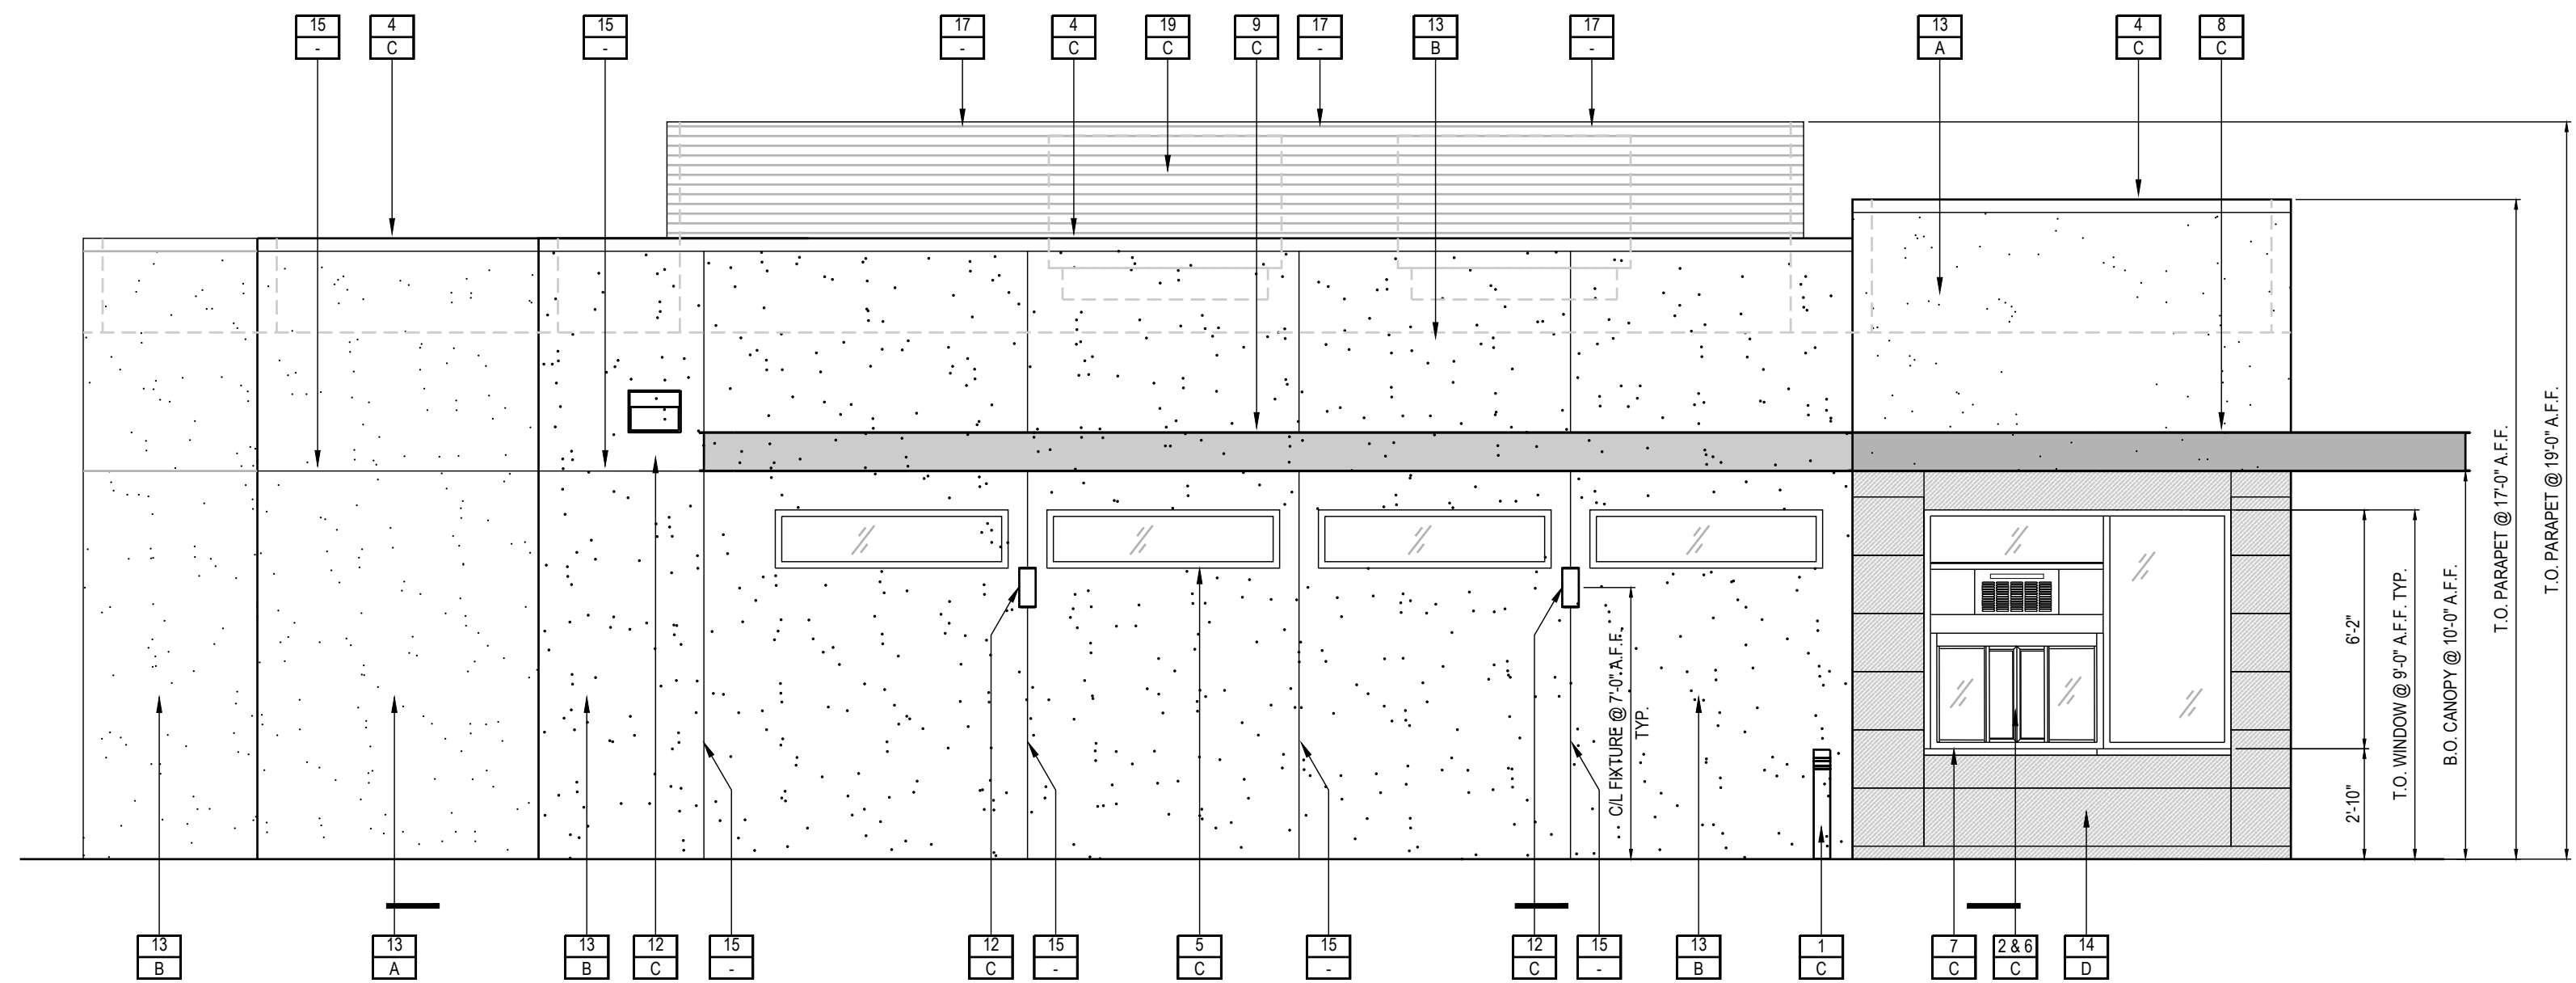 15
-
4
C
15
-
17
-
4
C
19
C
9
C
17
-
13
B
17
-
13
A
4
C
8
C
C/L FIXTURE @ 7'-0" A.F.F.,
TYP.
6'-2"
2'-10"
T.O. WINDOW @ 9'-0" A.F.F. TYP.
B.O. CANOPY @ 10'-0" A.F.F.
T.O. PARAPET @ 17'-0" A.F.F.
T.O. PARAPET @ 19'-0" A.F.F.
13
B
13
A
13
B
12
C
15
-
12
C
15
-
5
C
15
-
12
C
15
-
13
B
1
C
7
C
2 & 6
C
14
D